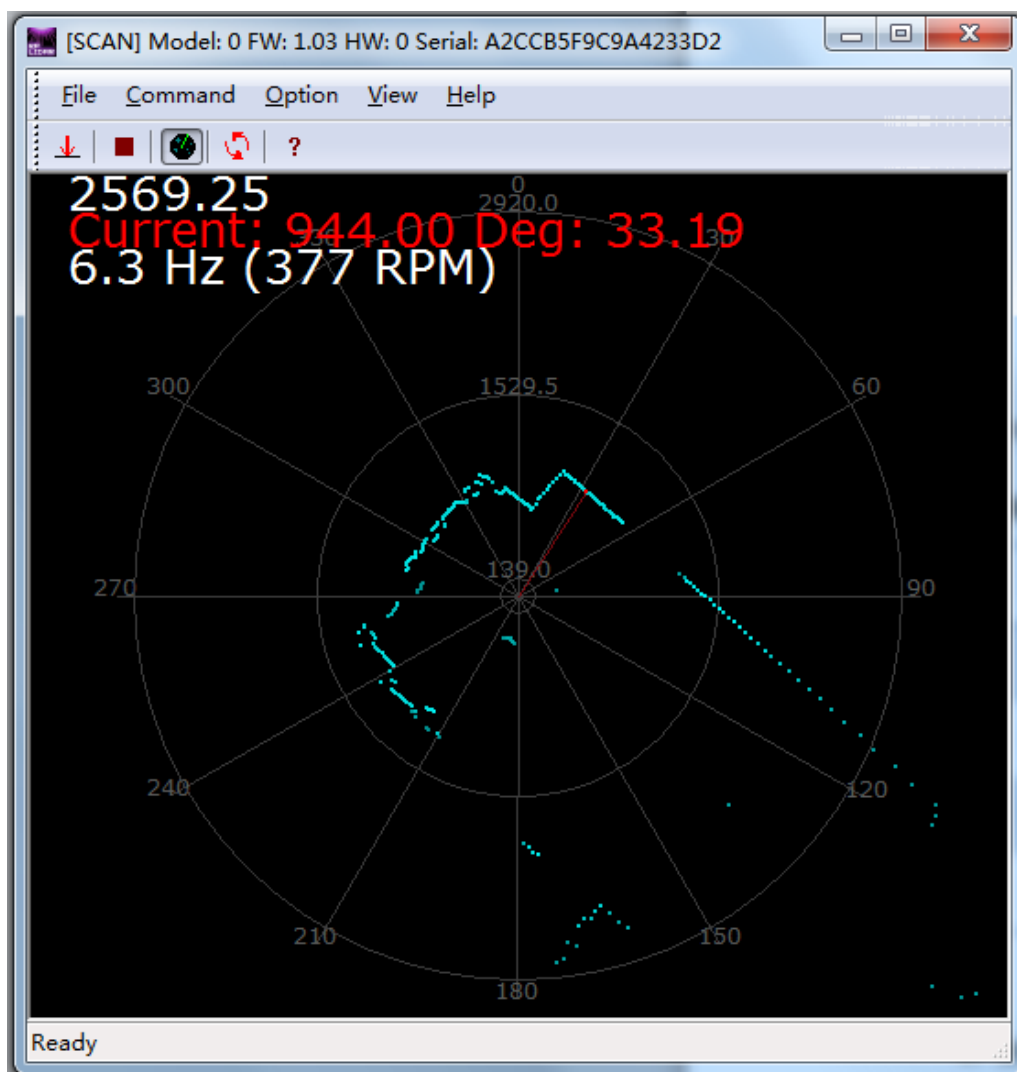 [SCAN] Model: 0 FW: 1.03 HW: 0 Serial: A2CCB5F9C9A4233D2
File Command Option View Help
?
2569.25
0
2920.0
Current: 944.00 Deg: 33.19
330 30
6.3 Hz (377 RPM)
300 1529.5 60
139.0
270 90
240 120
210 150
180
Ready